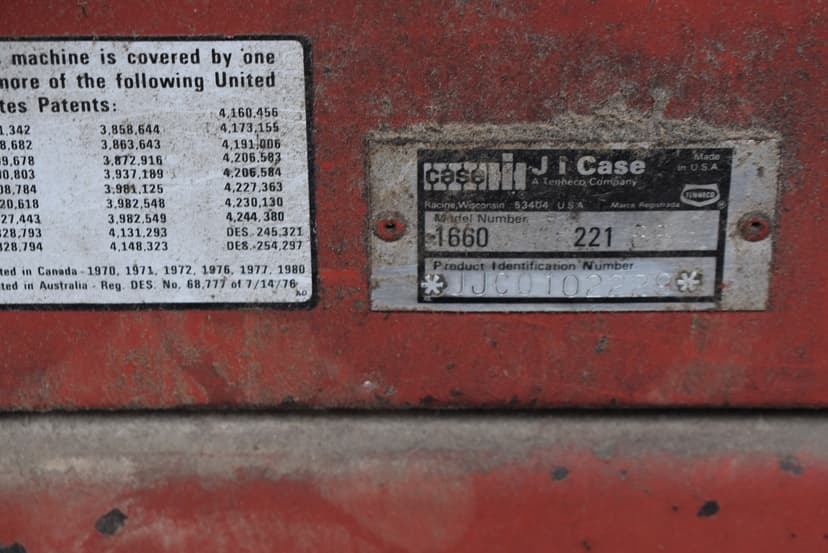 machine is covered by one
more of the following United
tes Patents:
4,160,456
1,342 3,858,644 4,173,155
8,682 3,863,643 4,191,006
9,678 3,872,916 4,206,583
0,803 3,937,189 4,206,584
08,784 3,981,125 4,227,363
20,618 3,982,548 4,230,130
27,443 3,982,549 4,244,380
328,793 4,131,293 DES.-245,321
328,794 4,148,323 DES.-254,297
ted in Canada - 1970, 1971, 1972, 1976, 1977, 1980
ted in Australia - Reg. DES. No. 68,777 of 7/14/76
case ih J I Case Made
A Tenneco Company in U.S.A.
TENNECO
Racine, Wisconsin 53404 U.S.A. Marca Registrada ®
Model Number
1660 221
Product Identification Number